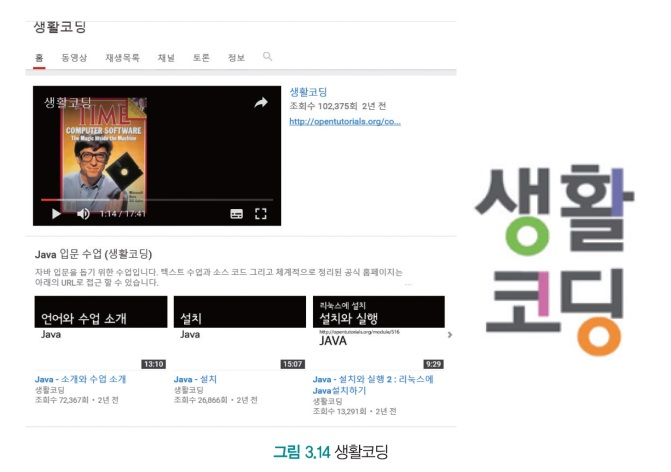 생활코딩
홈 동영상 재생목록 채널 토론 정보
생활코딩
TIME
COMPUTER SOFTWARE
The Magic Inside the Machine
1:14 / 17:41
생활코딩
조회수 102,375회 2년 전
http://opentutorials.org/co...
생활
코딩
Java 입문 수업 (생활코딩)
자바 입문을 돕기 위한 수업입니다. 텍스트 수업과 소스 코드 그리고 체계적으로 정리된 공식 홈페이지는
아래의 URL로 접근 할 수 있습니다. ...
언어와 수업 소개
Java
13:10
Java - 소개와 수업 소개
생활코딩
조회수 72,367회 • 2년 전
설치
Java
15:07
Java - 설치
생활코딩
조회수 26,866회 • 2년 전
리눅스에 설치
설치와 실행
http://opentutorials.org/module/516
JAVA
9:29
Java - 설치와 실행 2 : 리눅스에
Java설치하기
생활코딩
조회수 13,291회 • 2년 전
그림 3.14 생활코딩